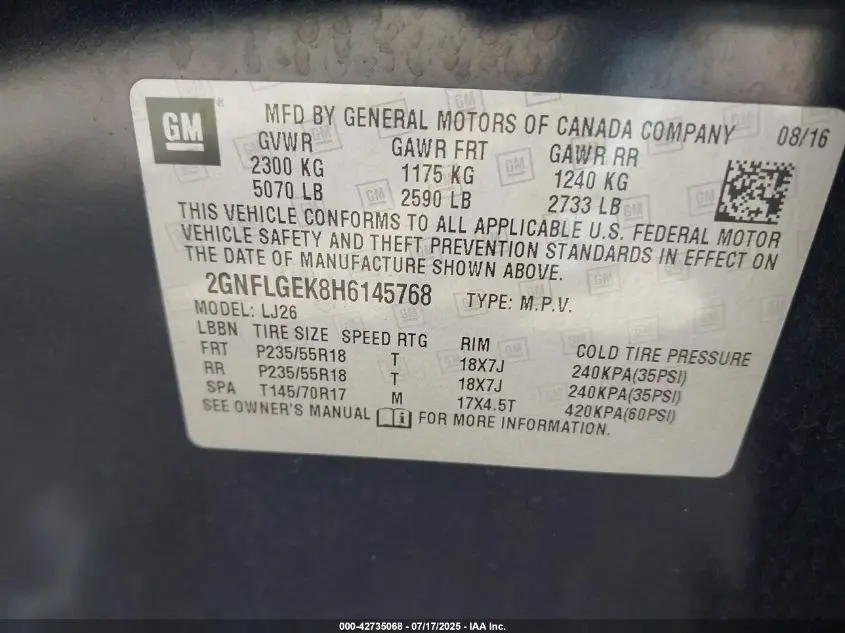 GM
MFD BY GENERAL MOTORS OF CANADA COMPANY 08/16
GVWR GAWR FRT GAWR RR
2300 KG 1175 KG 1240 KG
5070 LB 2590 LB 2733 LB
THIS VEHICLE CONFORMS TO ALL APPLICABLE U.S. FEDERAL MOTOR
VEHICLE SAFETY AND THEFT PREVENTION STANDARDS IN EFFECT ON
THE DATE OF MANUFACTURE SHOWN ABOVE.
2GNFLGEK8H6145768 TYPE: M.P.V.
MODEL: LJ26
LBBN TIRE SIZE SPEED RTG RIM COLD TIRE PRESSURE
FRT P235/55R18 T 18X7J 240KPA(35PSI)
RR P235/55R18 T 18X7J 240KPA(35PSI)
SPA T145/70R17 M 17X4.5T 420KPA(60PSI)
SEE OWNER'S MANUAL FOR MORE INFORMATION.
000-42735068 - 07/17/2025 - IAA Inc.